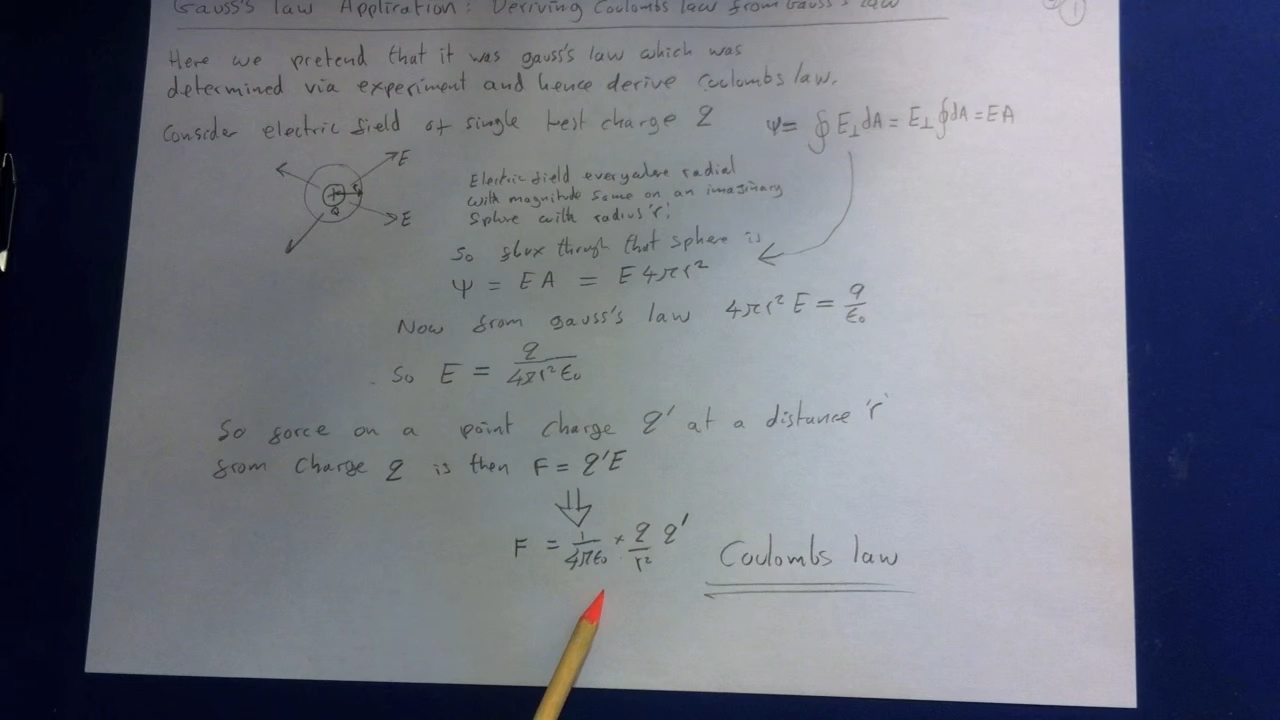 Gauss's law Application: Deriving Coulombs law from Gauss's law
1
Here we pretend that it was gauss's law which was
determined via experiment and hence derive Coulombs law.
Consider electric field of single test charge q
Ψ = ∮ E⊥ dA = E⊥ ∮ dA = EA
E
+
r
q
E
Electric field everywhere radial
with magnitude same on an imaginary
Sphere with radius 'r'.
So flux through that sphere is
Ψ = EA = E4πr²
Now from gauss's law 4πr² E = q/ε₀
So E = q/4πr²ε₀
So force on a point charge q' at a distance 'r'
from charge q is then F = q'E
⇓
F = 1/4πε₀ × q/r² q'
Coulombs law